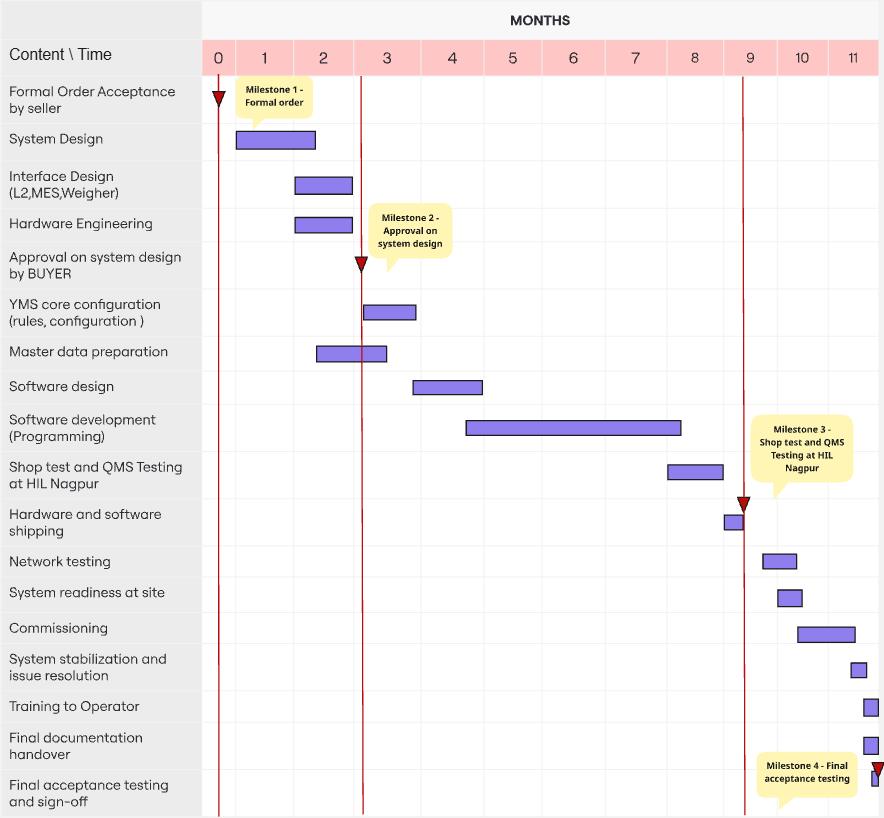 MONTHS
Content \ Time
0 1 2 3 4 5 6 7 8 9 10 11
Formal Order Acceptance
by seller
Milestone 1 -
Formal order
System Design
Interface Design
(L2,MES,Weigher)
Hardware Engineering
Milestone 2 -
Approval on
system design
Approval on system design
by BUYER
YMS core configuration
(rules, configuration )
Master data preparation
Software design
Software development
(Programming)
Milestone 3 -
Shop test and QMS
Testing at HIL
Nagpur
Shop test and QMS Testing
at HIL Nagpur
Hardware and software
shipping
Network testing
System readiness at site
Commissioning
System stabilization and
issue resolution
Training to Operator
Final documentation
handover
Milestone 4 - Final
acceptance testing
Final acceptance testing
and sign-off